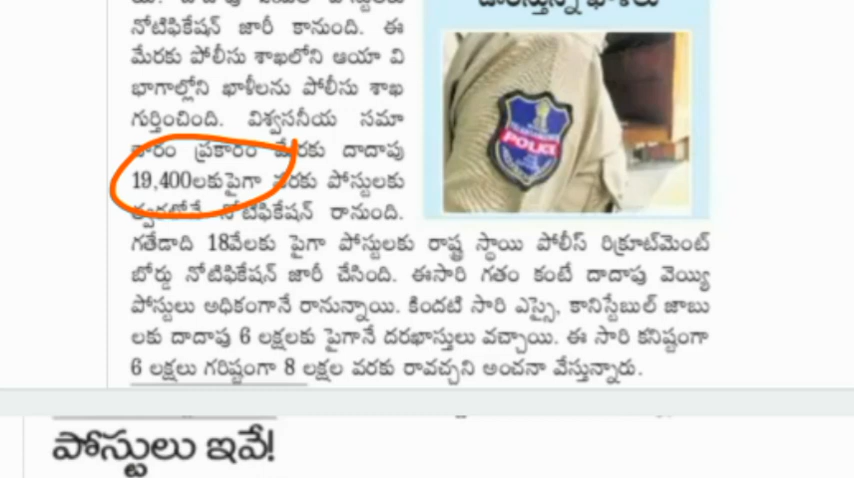 నోటిఫికేషన్ జారీ కానుంది. ఈ
మేరకు పోలీసు శాఖలోని ఆయా వి
భాగాల్లోని ఖాళీలను పోలీసు శాఖ
గుర్తించింది. విశ్వసనీయ సమా
చారం ప్రకారం మేరకు దాదాపు
19,400లకుపైగా వరకు పోస్టులకు
త్వరలోనే నోటిఫికేషన్ రానుంది.
గతేడాది 18వేలకు పైగా పోస్టులకు రాష్ట్ర స్థాయి పోలీస్ రిక్రూట్‌మెంట్
బోర్డు నోటిఫికేషన్ జారీ చేసింది. ఈసారి గతం కంటే దాదాపు వెయ్యి
పోస్టులు అధికంగానే రానున్నాయి. కిందటి సారి ఎస్సై, కానిస్టేబుల్ జాబు
లకు దాదాపు 6 లక్షలకు పైగానే దరఖాస్తులు వచ్చాయి. ఈ సారి కనిష్టంగా
6 లక్షలు గరిష్టంగా 8 లక్షల వరకు రావచ్చని అంచనా వేస్తున్నారు.
POLICE
పోస్టులు ఇవే!